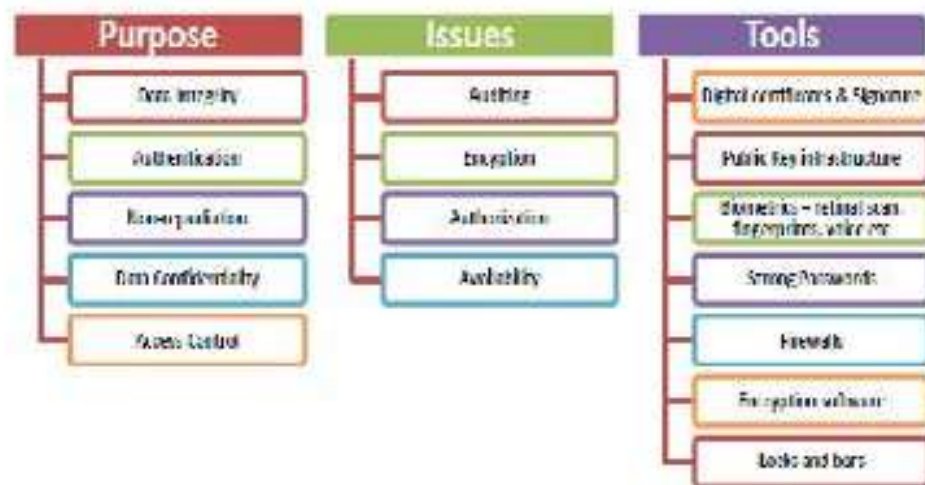 Purpose
Data Integrity
Authentication
Non-repudiation
Data Confidentiality
Access Control
Issues
Auditing
Encryption
Authorization
Availability
Tools
Digital certificates & Signature
Public Key infrastructure
Biometrics – retinal scan,
fingerprints, voice etc
Strong Passwords
Firewalls
Encryption software
Locks and bars